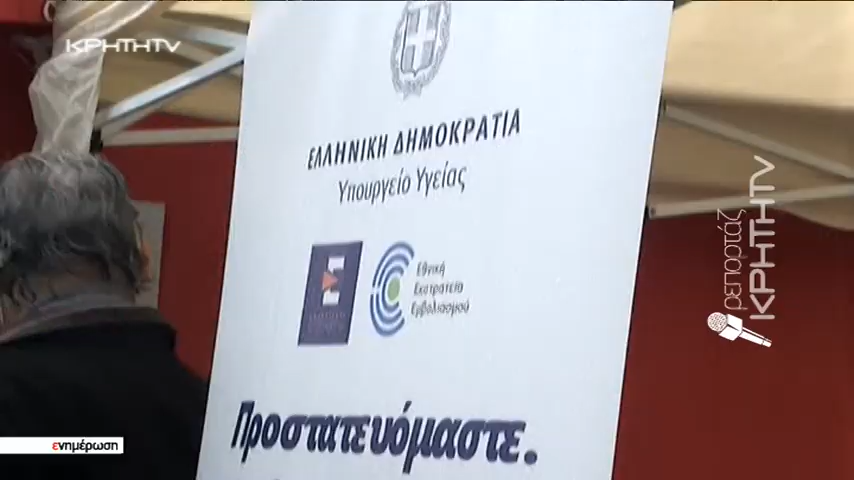 ΚΡΗΤΗTV
ΕΛΛΗΝΙΚΗ ΔΗΜΟΚΡΑΤΙΑ
Υπουργείο Υγείας
Εθνική
Εκστρατεία
Εμβολιασμού
Προστατευόμαστε.
ρεπορτάζ
ΚΡΗΤΗTV
ενημέρωση